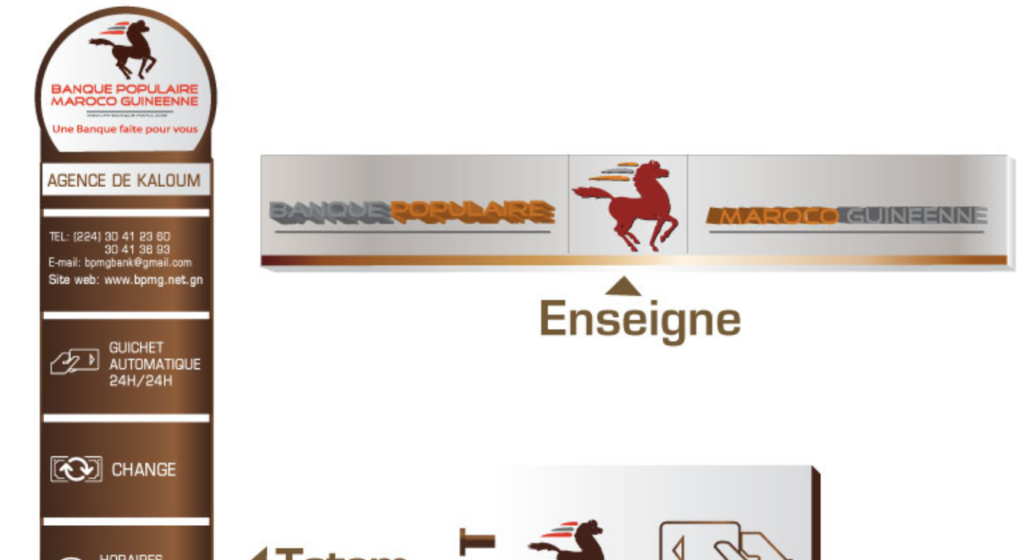 BANQUE POPULAIRE
MAROCO GUINEENNE
GROUPE BANQUE POPULAIRE
Une Banque faite pour vous
AGENCE DE KALOUM
TEL: (224) 30 41 23 60
30 41 36 93
E-mail: bpmgbank@gmail.com
Site web: www.bpmg.net.gn
GUICHET
AUTOMATIQUE
24H/24H
CHANGE
HORAIRES
BANQUE POPULAIRE
MAROCO GUINEENNE
Enseigne
Totem
T